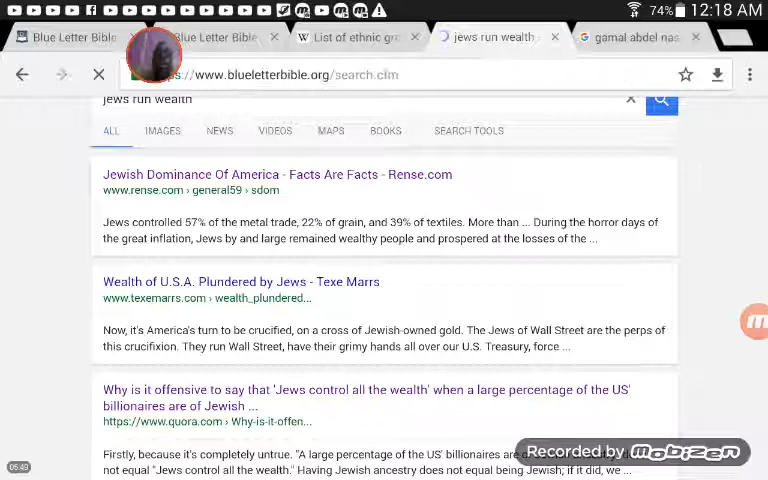 74% 12:18 AM
Blue Letter Bible
Blue Letter Bible
List of ethnic gr
jews run wealth
gamal abdel nas
://www.blueletterbible.org/search.cfm
jews run wealth
ALL IMAGES NEWS VIDEOS MAPS BOOKS SEARCH TOOLS
Jewish Dominance Of America - Facts Are Facts - Rense.com
www.rense.com › general59 › sdom
Jews controlled 57% of the metal trade, 22% of grain, and 39% of textiles. More than ... During the horror days of
the great inflation, Jews by and large remained wealthy people and prospered at the losses of the ...
Wealth of U.S.A. Plundered by Jews - Texe Marrs
www.texemarrs.com › wealth_plundered...
Now, it's America's turn to be crucified, on a cross of Jewish-owned gold. The Jews of Wall Street are the perps of
this crucifixion. They run Wall Street, have their grimy hands all over our U.S. Treasury, force ...
Why is it offensive to say that 'Jews control all the wealth' when a large percentage of the US'
billionaires are of Jewish ...
https://www.quora.com › Why-is-it-offen...
Firstly, because it's completely untrue. "A large percentage of the US' billionaires are
not equal "Jews control all the wealth." Having Jewish ancestry does not equal being Jewish; if it did, we ...
Recorded by Mobizen
05:49